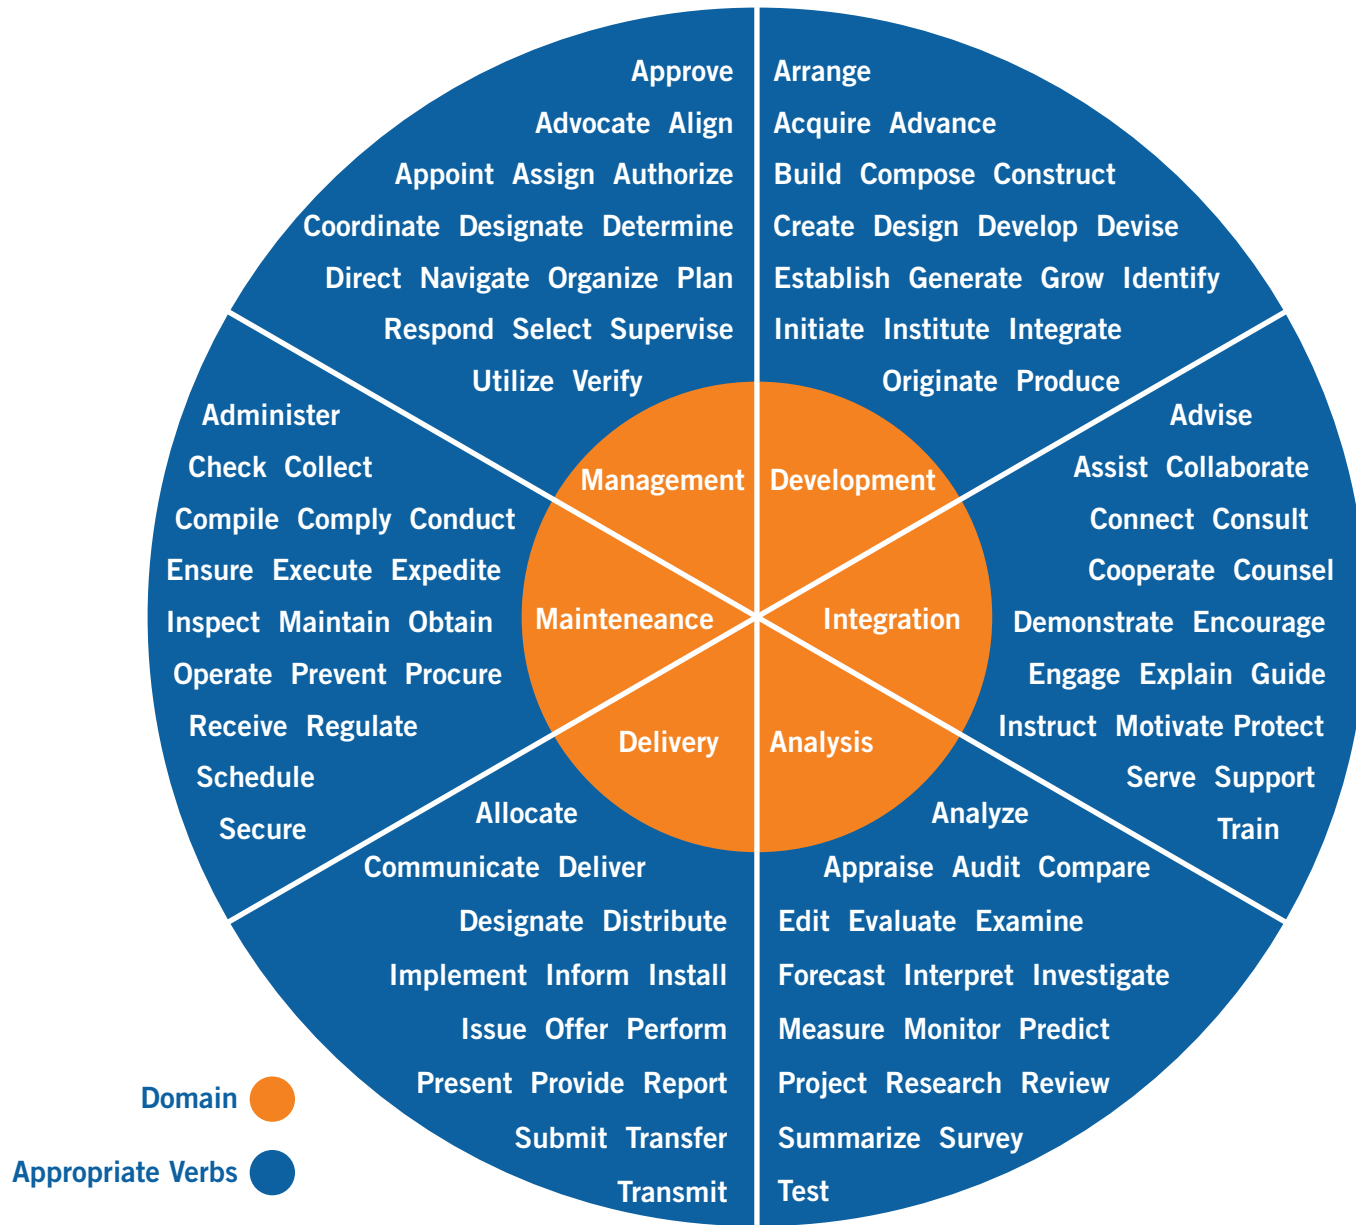 Approve
Advocate Align
Appoint Assign Authorize
Coordinate Designate Determine
Direct Navigate Organize Plan
Respond Select Supervise
Utilize Verify
Arrange
Acquire Advance
Build Compose Construct
Create Design Develop Devise
Establish Generate Grow Identify
Initiate Institute Integrate
Originate Produce
Administer
Check Collect
Compile Comply Conduct
Ensure Execute Expedite
Inspect Maintain Obtain
Operate Prevent Procure
Receive Regulate
Schedule
Secure
Management
Development
Mainteneance
Integration
Delivery
Analysis
Advise
Assist Collaborate
Connect Consult
Cooperate Counsel
Demonstrate Encourage
Engage Explain Guide
Instruct Motivate Protect
Serve Support
Train
Allocate
Communicate Deliver
Designate Distribute
Implement Inform Install
Issue Offer Perform
Present Provide Report
Submit Transfer
Transmit
Analyze
Appraise Audit Compare
Edit Evaluate Examine
Forecast Interpret Investigate
Measure Monitor Predict
Project Research Review
Summarize Survey
Test
Domain
Appropriate Verbs